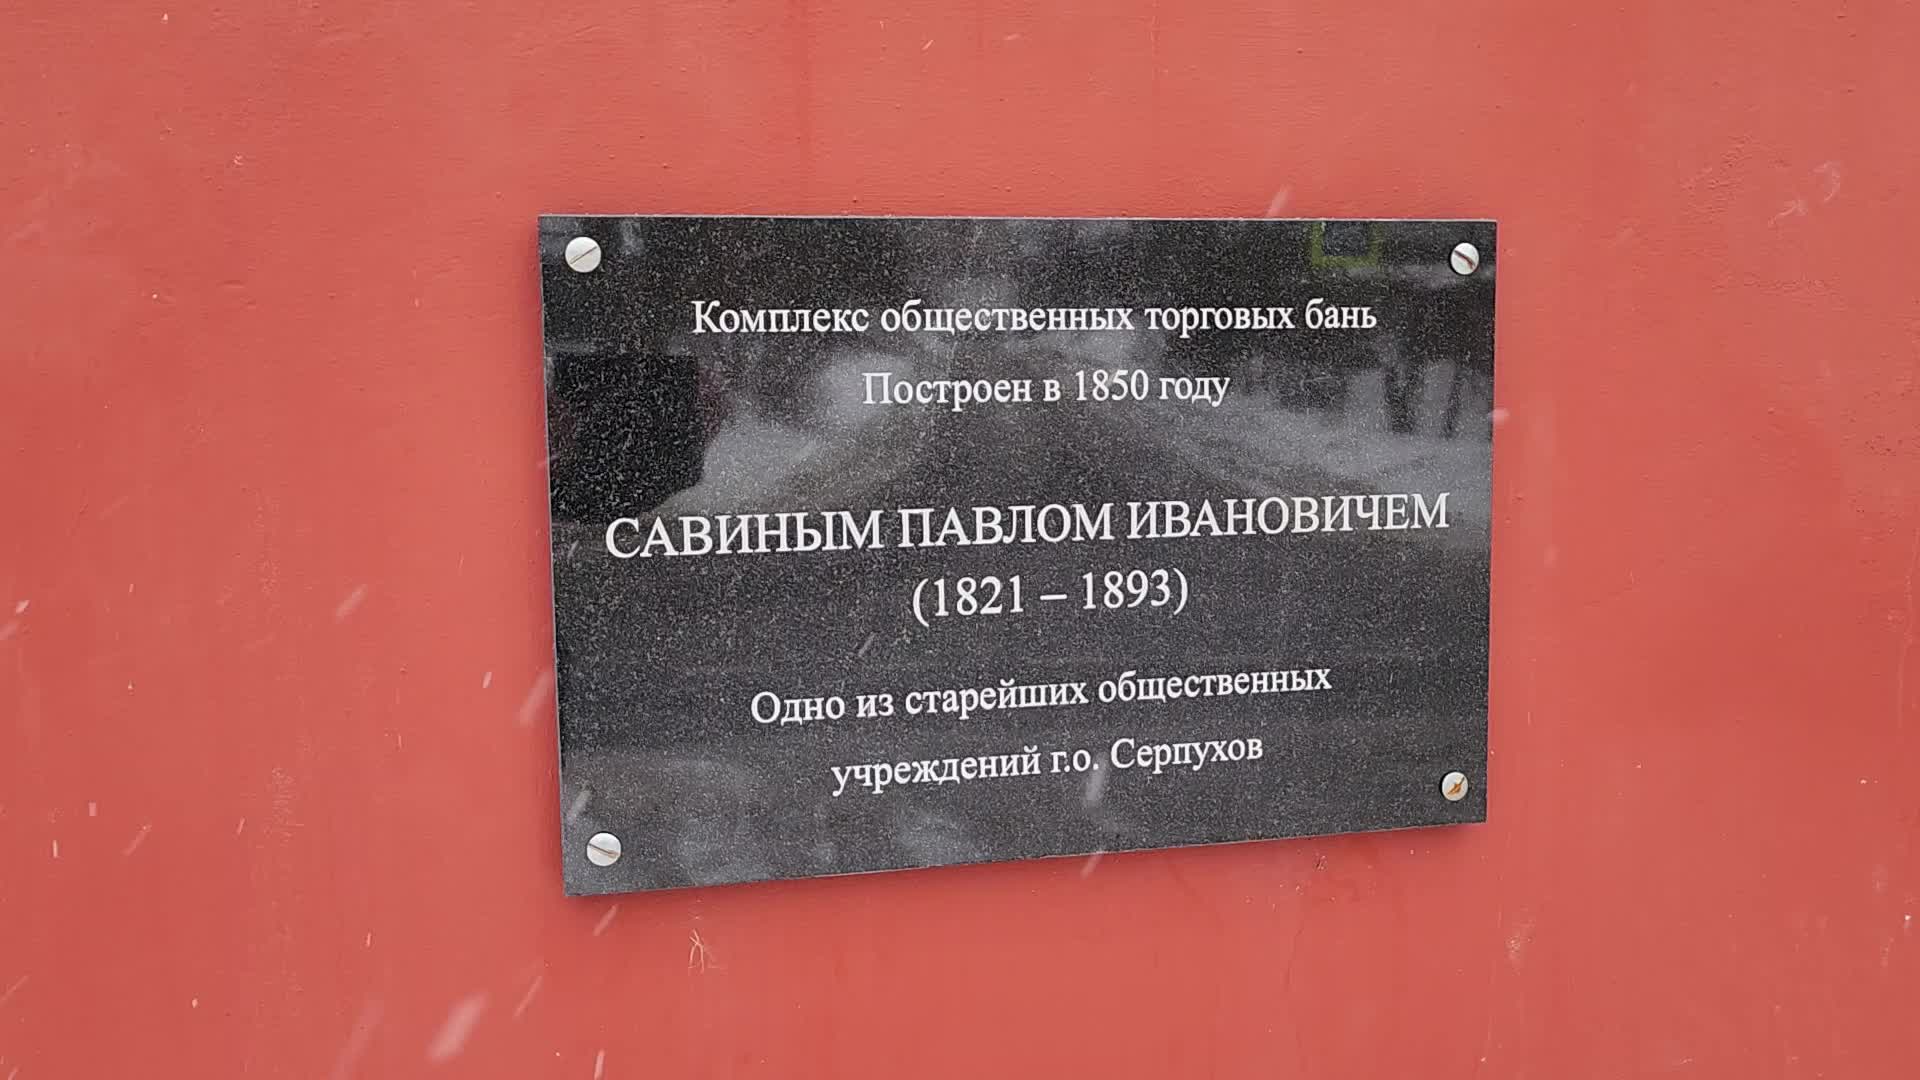 Комплекс общественных торговых бань
Построен в 1850 году
САВИНЫМ ПАВЛОМ ИВАНОВИЧЕМ
(1821 – 1893)
Одно из старейших общественных
учреждений г.о. Серпухов